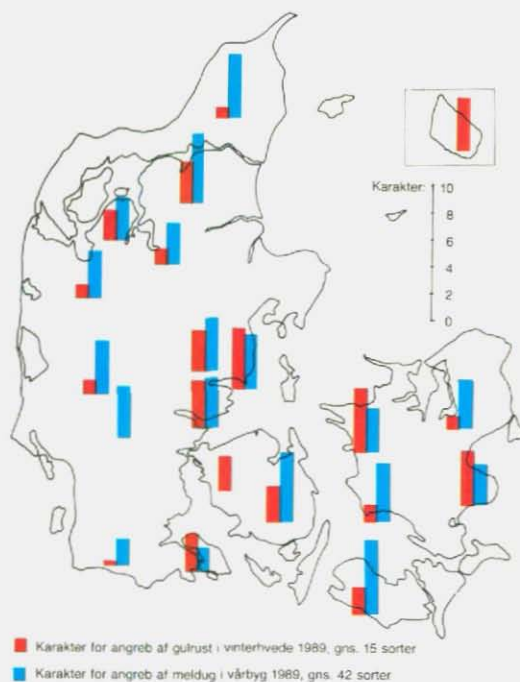 Karakter:
10
8
6
4
2
0
Karakter for angreb af gulrust i vinterhvede 1989, gns. 15 sorter
Karakter for angreb af meldug i vårbyg 1989, gns. 42 sorter